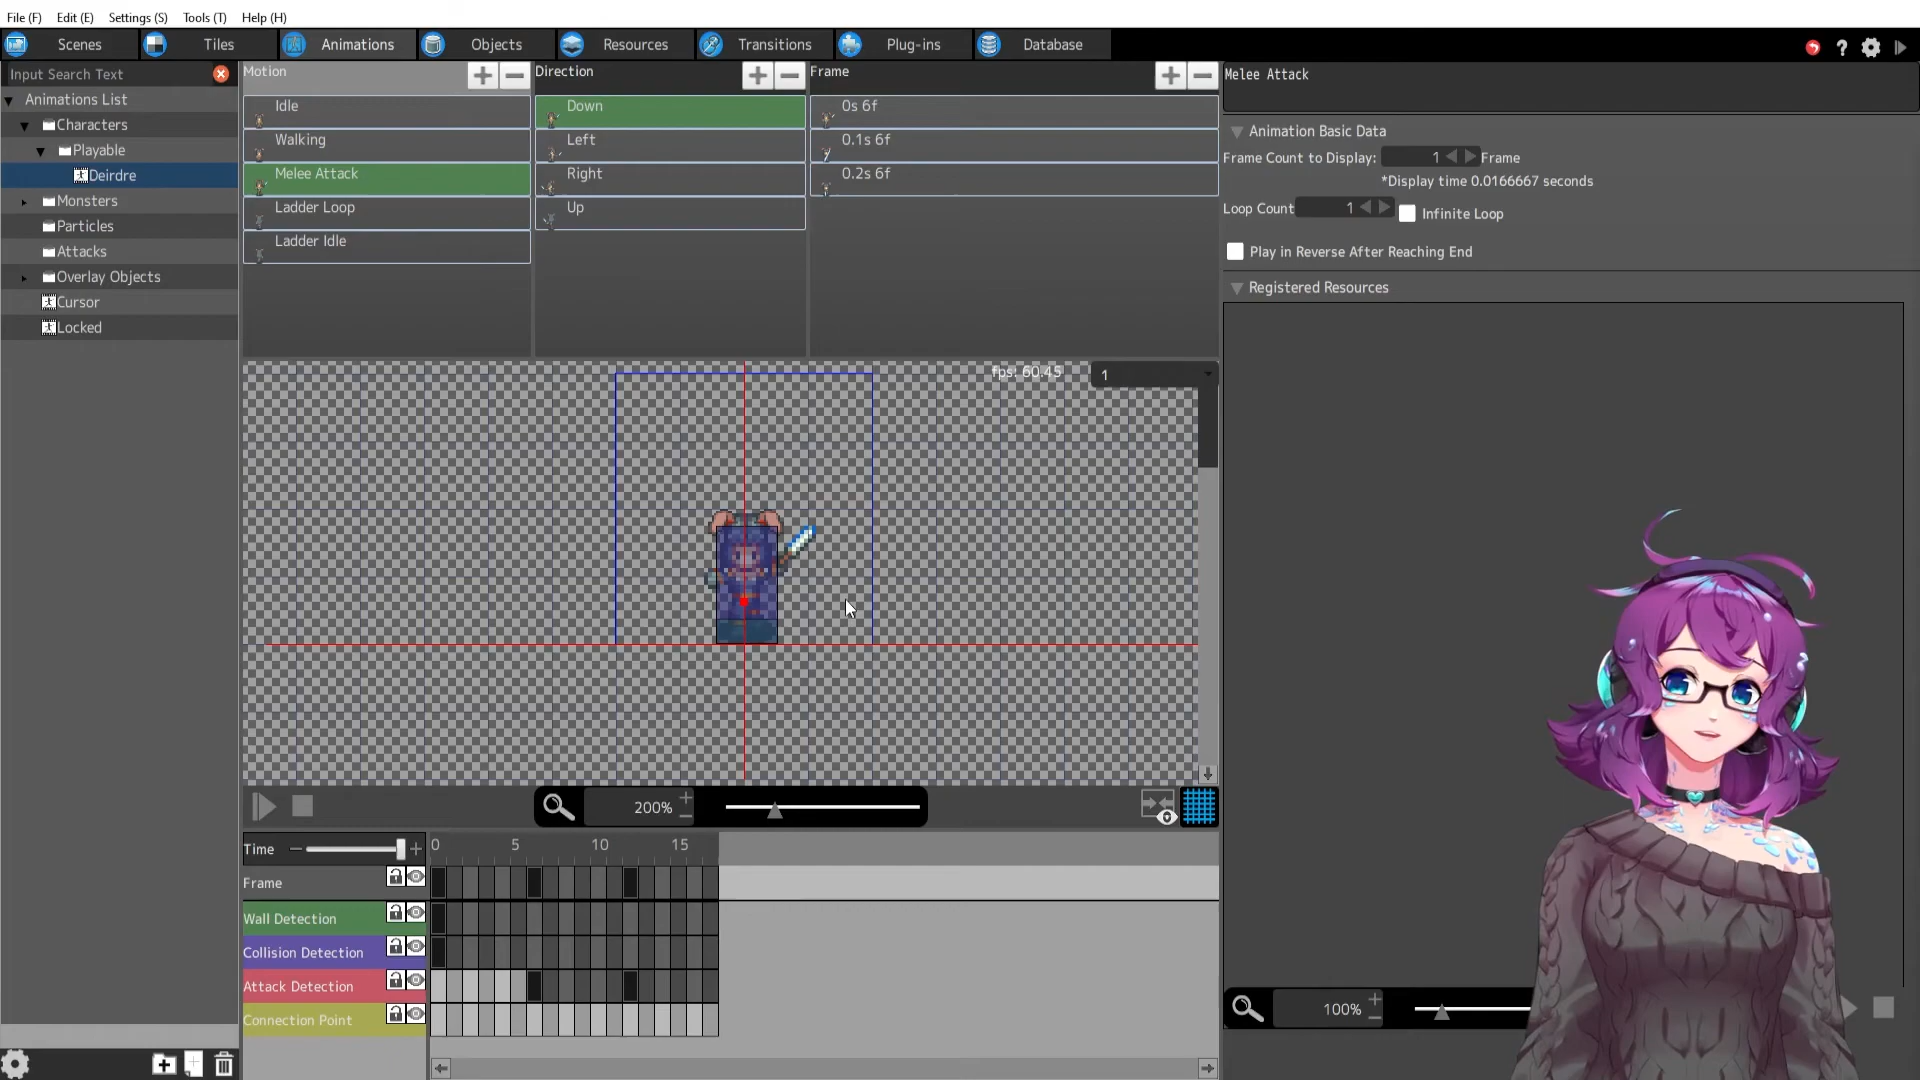 File (F) Edit (E) Settings (S) Tools (T) Help (H)
Scenes Tiles Animations Objects Resources Transitions Plug-ins Database
Input Search Text
Animations List
Characters
Playable
Deirdre
Monsters
Particles
Attacks
Overlay Objects
Cursor
Locked
Motion
Idle
Walking
Melee Attack
Ladder Loop
Ladder Idle
Direction
Down
Left
Right
Up
Frame
0s 6f
0.1s 6f
0.2s 6f
fps: 60.45
1
200%
Time
0 5 10 15
Frame
Wall Detection
Collision Detection
Attack Detection
Connection Point
Melee Attack
Animation Basic Data
Frame Count to Display: 1 Frame
*Display time 0.0166667 seconds
Loop Count 1 Infinite Loop
Play in Reverse After Reaching End
Registered Resources
100%